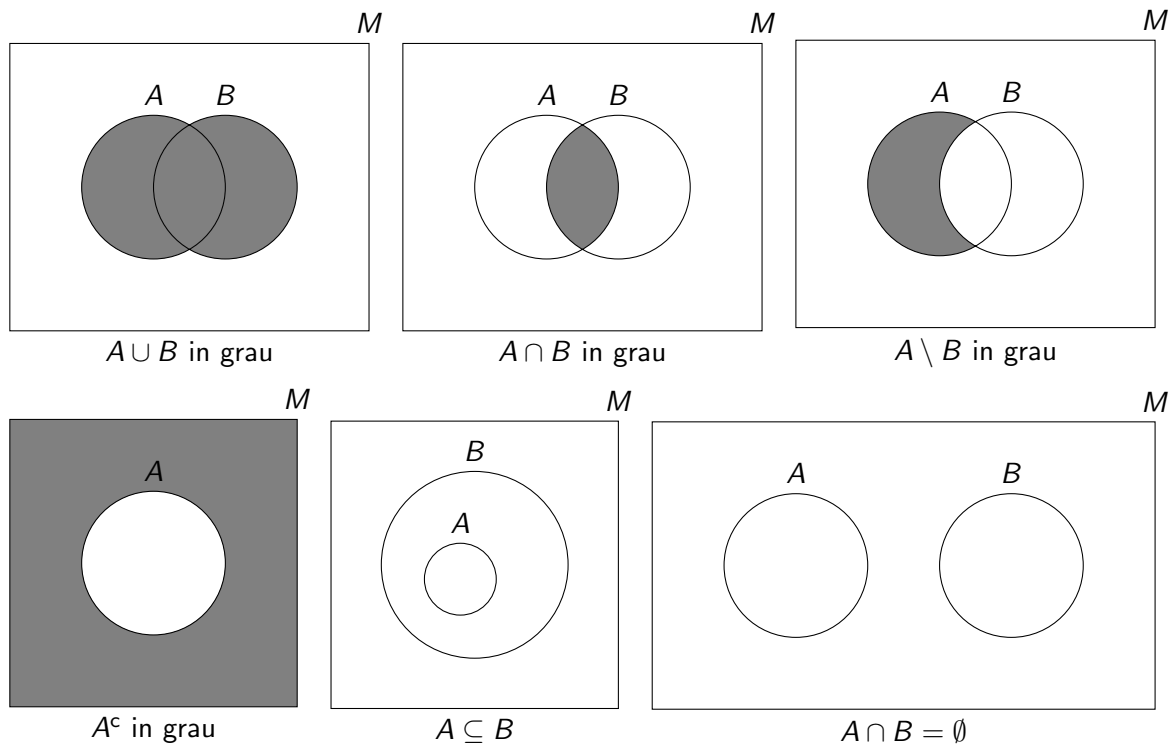 M M M
A B A B A B
A ∪ B in grau A ∩ B in grau A \ B in grau
M M M
A B A A B
Aᶜ in grau A ⊆ B A ∩ B = ∅